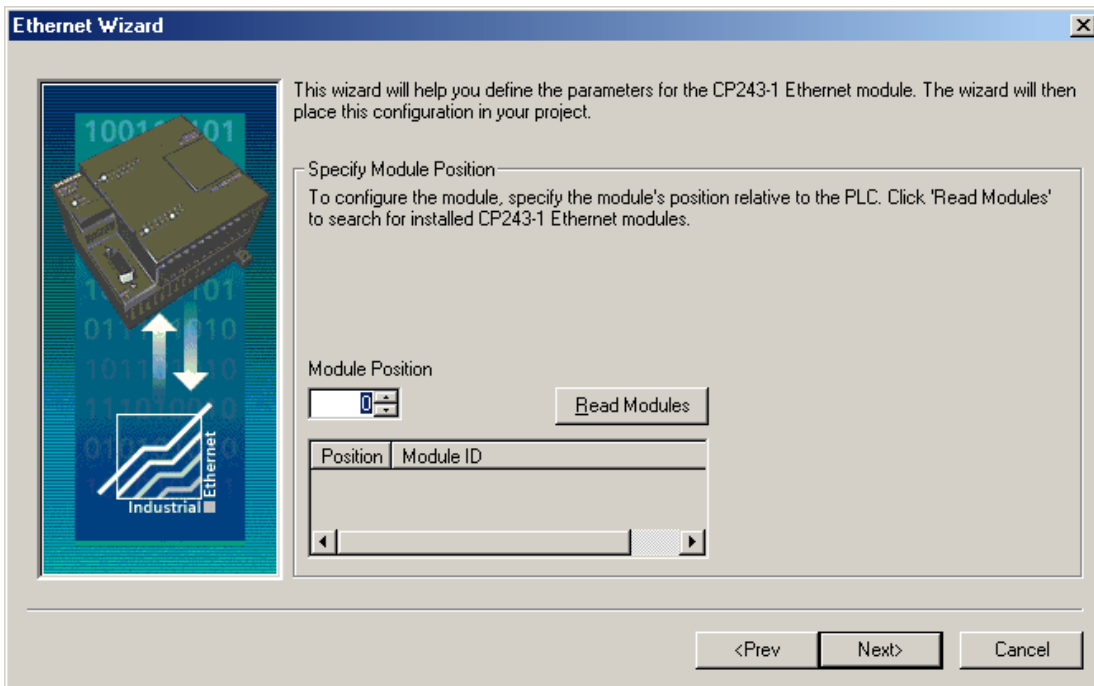 Ethernet Wizard
This wizard will help you define the parameters for the CP243-1 Ethernet module. The wizard will then
place this configuration in your project.
Specify Module Position
To configure the module, specify the module's position relative to the PLC. Click 'Read Modules'
to search for installed CP243-1 Ethernet modules.
Module Position
0
Read Modules
Position Module ID
Industrial
Ethernet
<Prev
Next>
Cancel